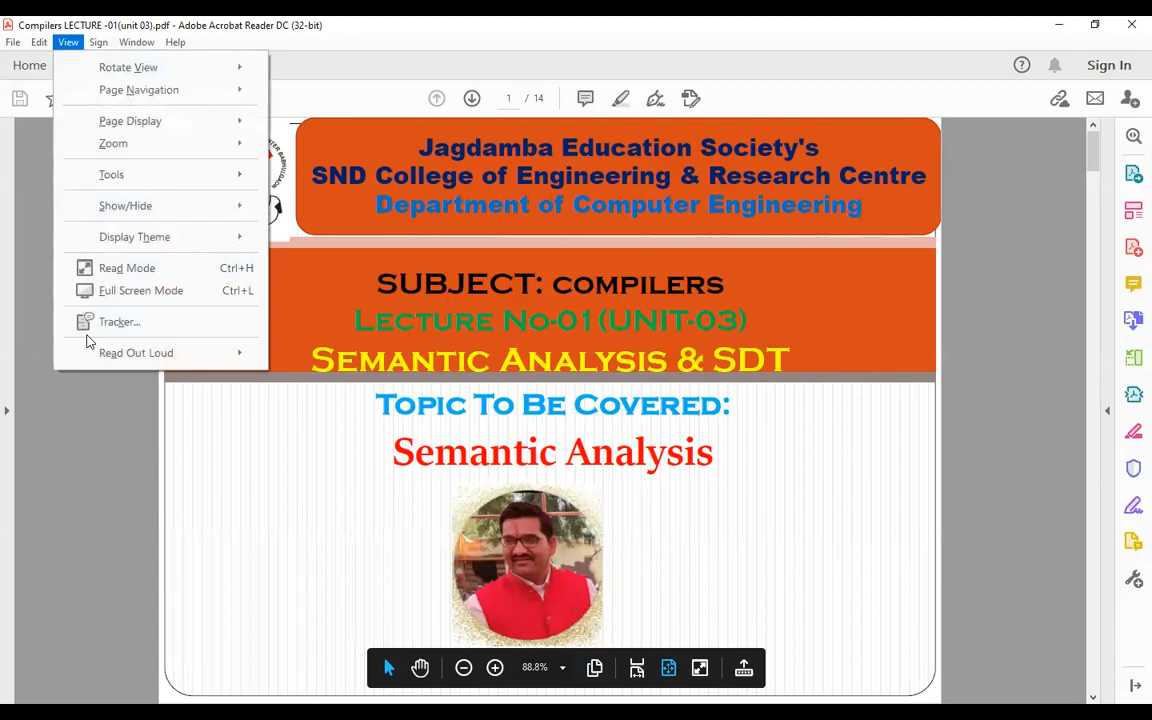 Compilers LECTURE -01(unit 03).pdf - Adobe Acrobat Reader DC (32-bit)
File Edit View Sign Window Help
Home
Sign In
1 / 14
Rotate View
Page Navigation
Page Display
Zoom
Tools
Show/Hide
Display Theme
Read Mode Ctrl+H
Full Screen Mode Ctrl+L
Tracker...
Read Out Loud
Jagdamba Education Society's
SND College of Engineering & Research Centre
Department of Computer Engineering
SUBJECT: COMPILERS
LECTURE NO-01(UNIT-03)
SEMANTIC ANALYSIS & SDT
TOPIC TO BE COVERED:
Semantic Analysis
88.8%